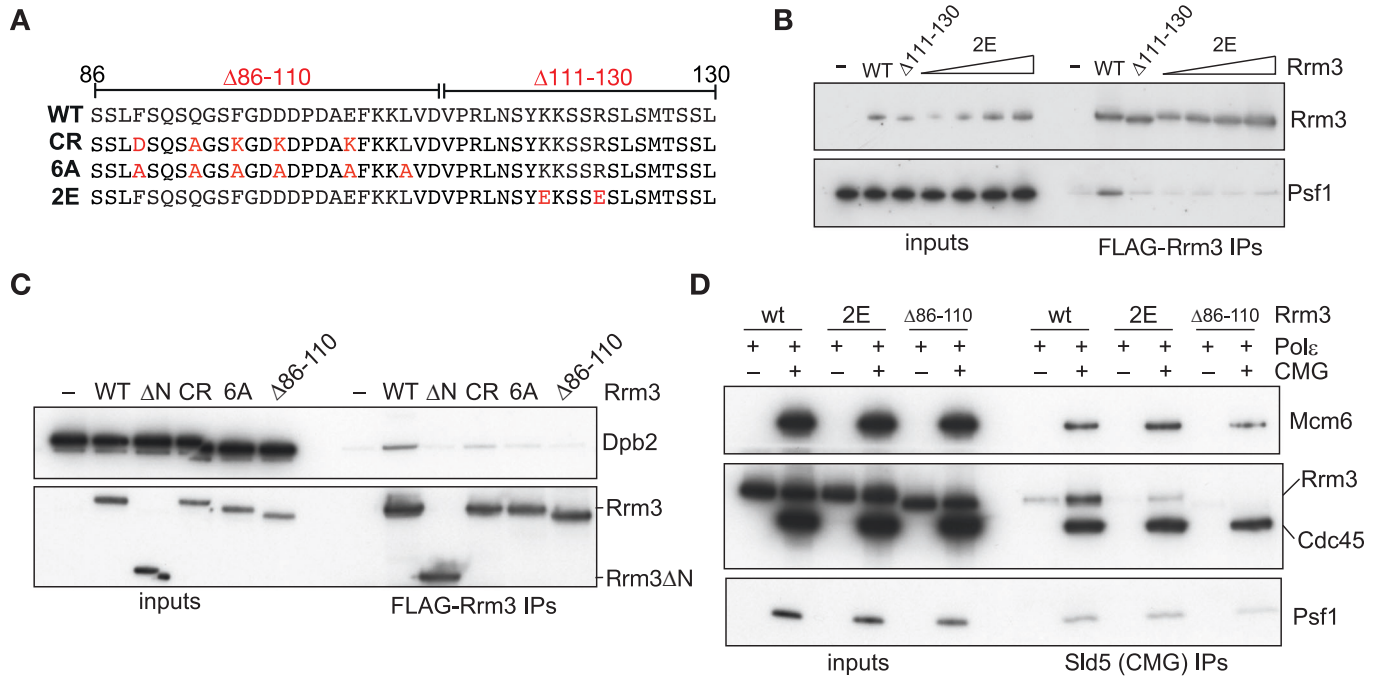 A
86 Δ86-110 Δ111-130 130
WT SSLFSQSQGSFGDDDPDAEFKKLVDVPRLNSYKKSSRSLSMTSSL
CR SSLDSQSAGSKGDKDPDAKFKKLVDVPRLNSYKKSSRSLSMTSSL
6A SSLASQSAGSAGDADPDAAFKKAVDVPRLNSYKKSSRSLSMTSSL
2E SSLFSQSQGSFGDDDPDAEFKKLVDVPRLNSYEKSSESLSMTSSL
B
2E 2E
– WT Δ111-130 – WT Δ111-130 Rrm3
Rrm3
Psf1
inputs FLAG-Rrm3 IPs
C
– WT ΔN CR 6A Δ86-110 – WT ΔN CR 6A Δ86-110 Rrm3
Dpb2
Rrm3
Rrm3ΔN
inputs FLAG-Rrm3 IPs
D
wt 2E Δ86-110 wt 2E Δ86-110 Rrm3
+ + + + + + + + + + + + Polε
– + – + – + – + – + – + CMG
Mcm6
Rrm3
Cdc45
Psf1
inputs Sld5 (CMG) IPs